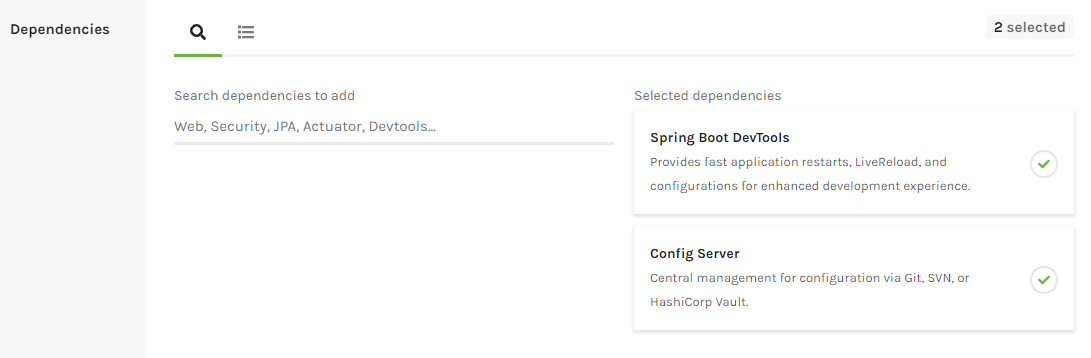 Dependencies
2 selected
Search dependencies to add
Web, Security, JPA, Actuator, Devtools...
Selected dependencies
Spring Boot DevTools
Provides fast application restarts, LiveReload, and
configurations for enhanced development experience.
Config Server
Central management for configuration via Git, SVN, or
HashiCorp Vault.